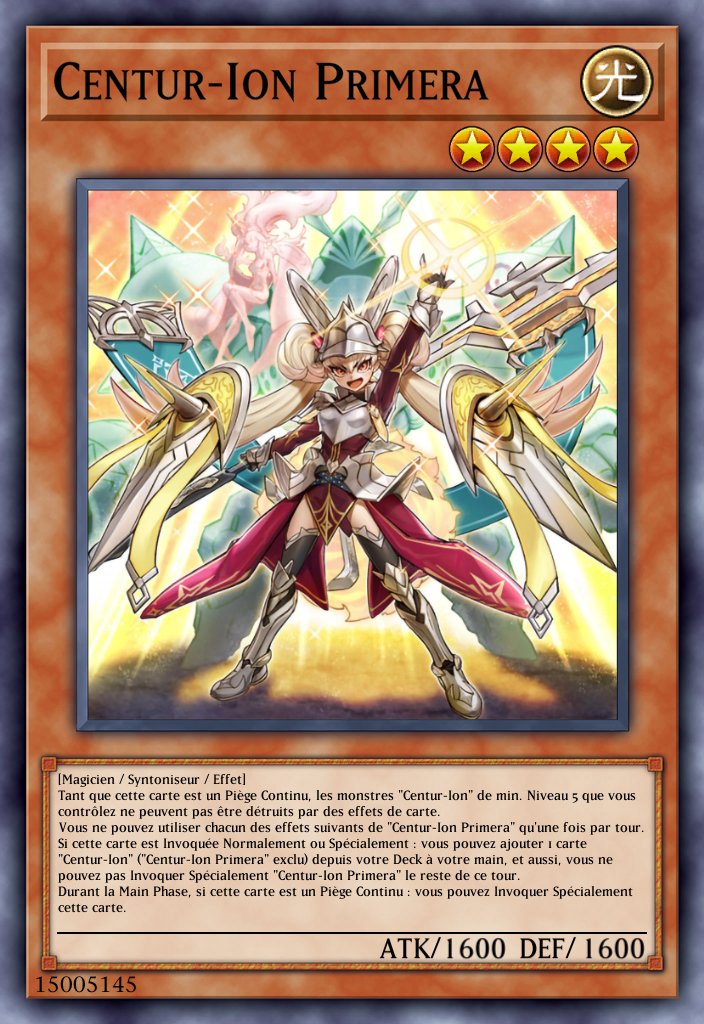 Centur-Ion Primera
光
[Magicien / Syntoniseur / Effet]
Tant que cette carte est un Piège Continu, les monstres "Centur-Ion" de min. Niveau 5 que vous
contrôlez ne peuvent pas être détruits par des effets de carte.
Vous ne pouvez utiliser chacun des effets suivants de "Centur-Ion Primera" qu'une fois par tour.
Si cette carte est Invoquée Normalement ou Spécialement : vous pouvez ajouter 1 carte
"Centur-Ion" ("Centur-Ion Primera" exclu) depuis votre Deck à votre main, et aussi, vous ne
pouvez pas Invoquer Spécialement "Centur-Ion Primera" le reste de ce tour.
Durant la Main Phase, si cette carte est un Piège Continu : vous pouvez Invoquer Spécialement
cette carte.
ATK/1600 DEF/ 1600
15005145